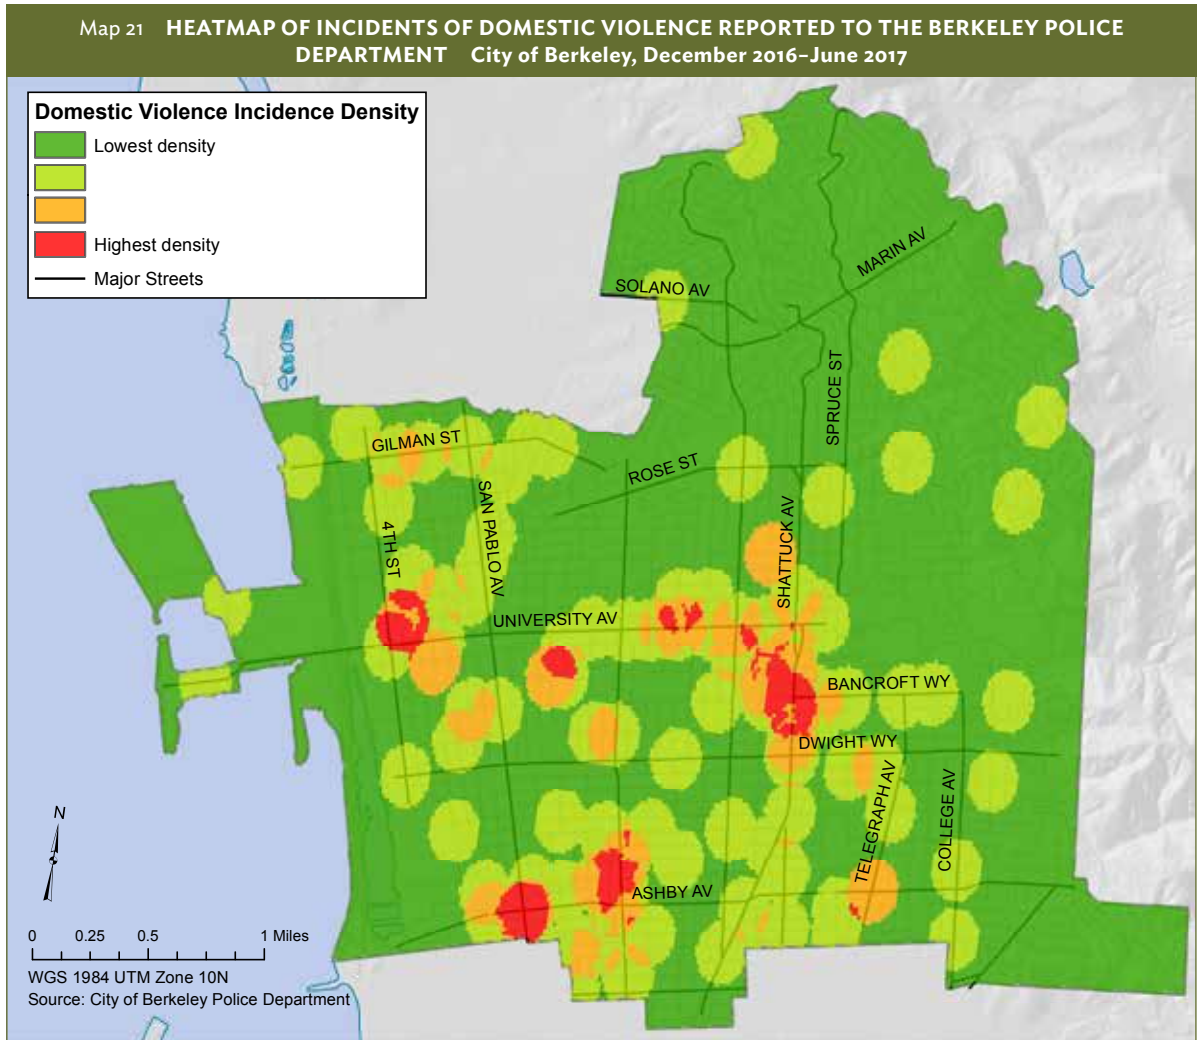 Map 21 HEATMAP OF INCIDENTS OF DOMESTIC VIOLENCE REPORTED TO THE BERKELEY POLICE
DEPARTMENT City of Berkeley, December 2016–June 2017
Domestic Violence Incidence Density
Lowest density
Highest density
Major Streets
MARIN AV
SOLANO AV
SPRUCE ST
GILMAN ST
ROSE ST
SAN PABLO AV
SHATTUCK AV
4TH ST
UNIVERSITY AV
BANCROFT WY
DWIGHT WY
TELEGRAPH AV
COLLEGE AV
ASHBY AV
N
0 0.25 0.5 1 Miles
WGS 1984 UTM Zone 10N
Source: City of Berkeley Police Department